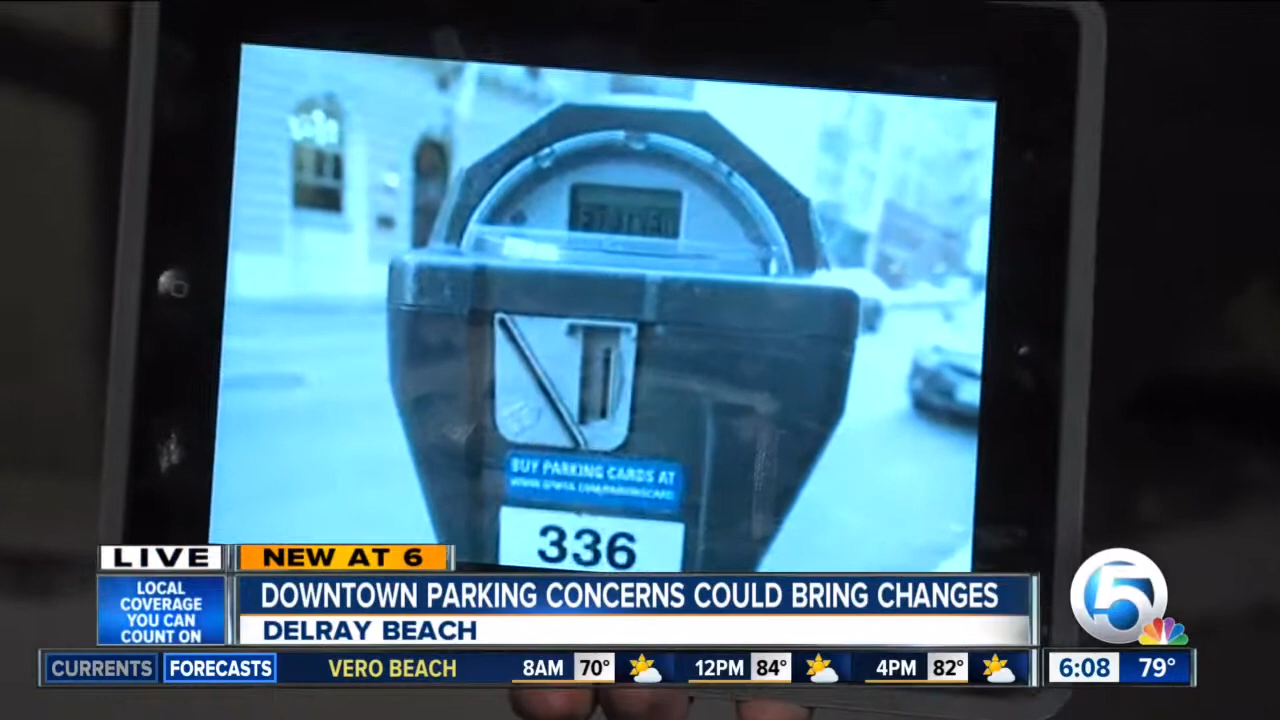 BUY PARKING CARDS AT
336
LIVE
NEW AT 6
LOCAL
COVERAGE
YOU CAN
COUNT ON
DOWNTOWN PARKING CONCERNS COULD BRING CHANGES
DELRAY BEACH
5
CURRENTS FORECASTS VERO BEACH 8AM 70° 12PM 84° 4PM 82° 6:08 79°